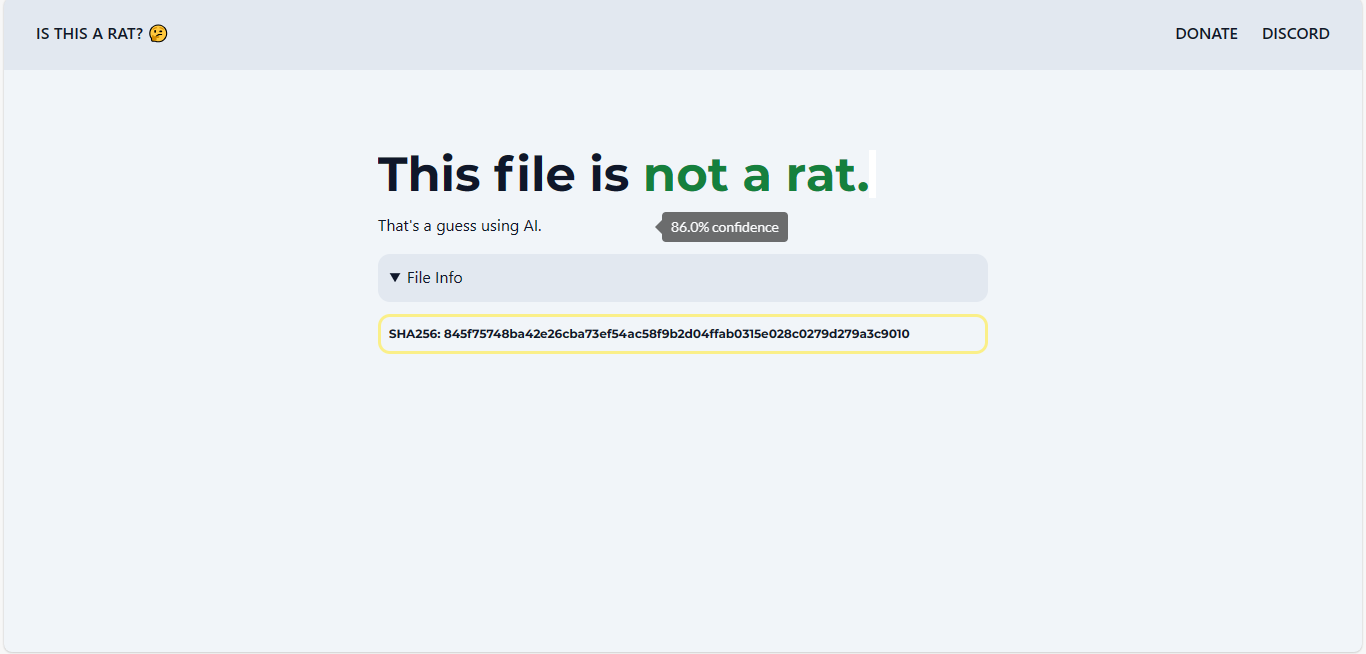 IS THIS A RAT? 🤔
DONATE
DISCORD
This file is not a rat.
That's a guess using AI.
86.0% confidence
▼ File Info
SHA256: 845f75748ba42e26cba73ef54ac58f9b2d04ffab0315e028c0279d279a3c9010